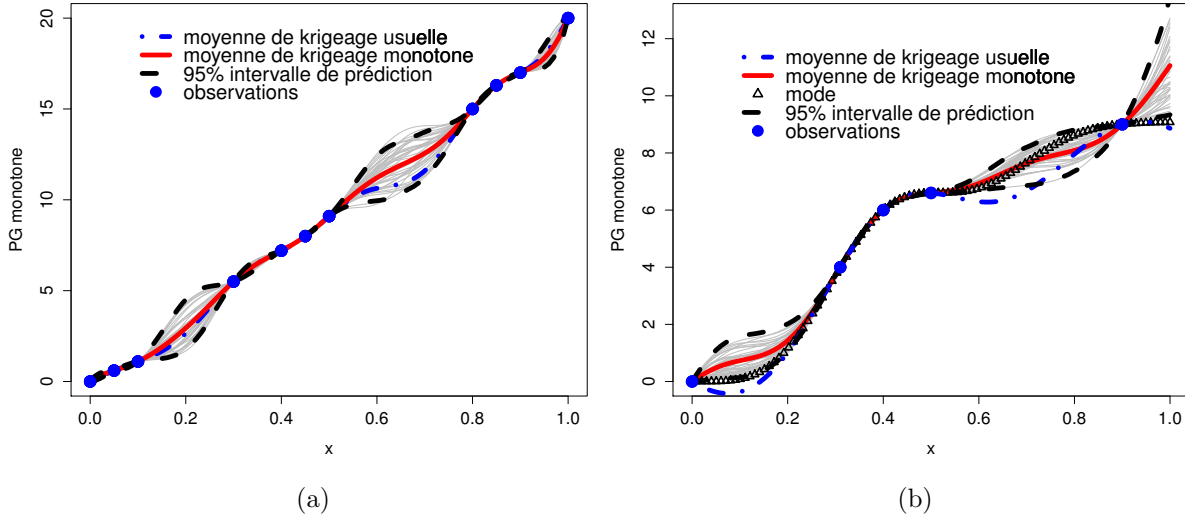 moyenne de krigeage usuelle
moyenne de krigeage monotone
95% intervalle de prédiction
observations
PG monotone
0
5
10
15
20
0.0 0.2 0.4 0.6 0.8 1.0
x
(a)
moyenne de krigeage usuelle
moyenne de krigeage monotone
mode
95% intervalle de prédiction
observations
PG monotone
0
2
4
6
8
10
12
0.0 0.2 0.4 0.6 0.8 1.0
x
(b)